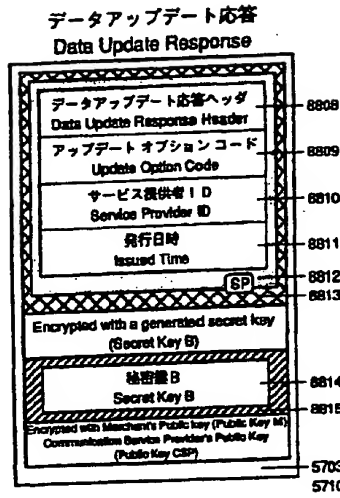 データアップデート応答
Data Update Response
データアップデート応答ヘッダ
Data Update Response Header
8808
アップデート オプション コード
Update Option Code
8809
サービス提供者ID
Service Provider ID
8810
発行日時
Issued Time
8811
SP
8812
8813
Encrypted with a generated secret key
(Secret Key B)
秘密鍵B
Secret Key B
8814
8815
Encrypted with Merchant's Public key (Public Key M)
Communication Service Provider's Public Key
(Public Key CSP)
5703
5710